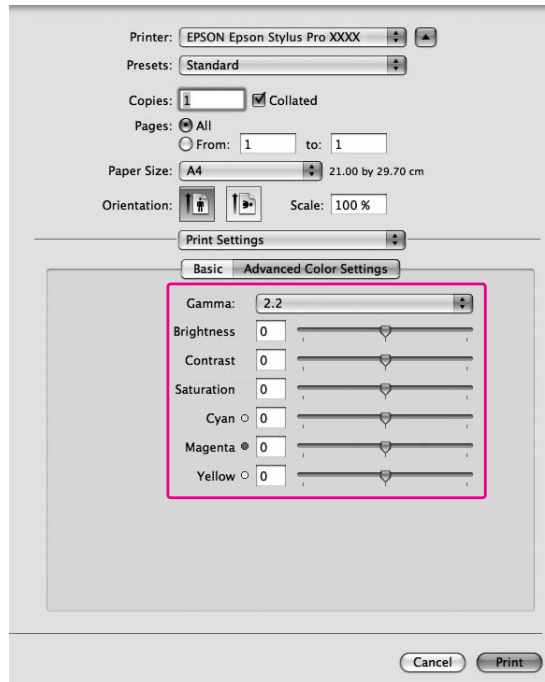 Printer: EPSON Epson Stylus Pro XXXX
Presets: Standard
Copies: 1 Collated
Pages: All
From: 1 to: 1
Paper Size: A4 21.00 by 29.70 cm
Orientation: Scale: 100 %
Print Settings
Basic Advanced Color Settings
Gamma: 2.2
Brightness 0
Contrast 0
Saturation 0
Cyan 0
Magenta 0
Yellow 0
Cancel Print